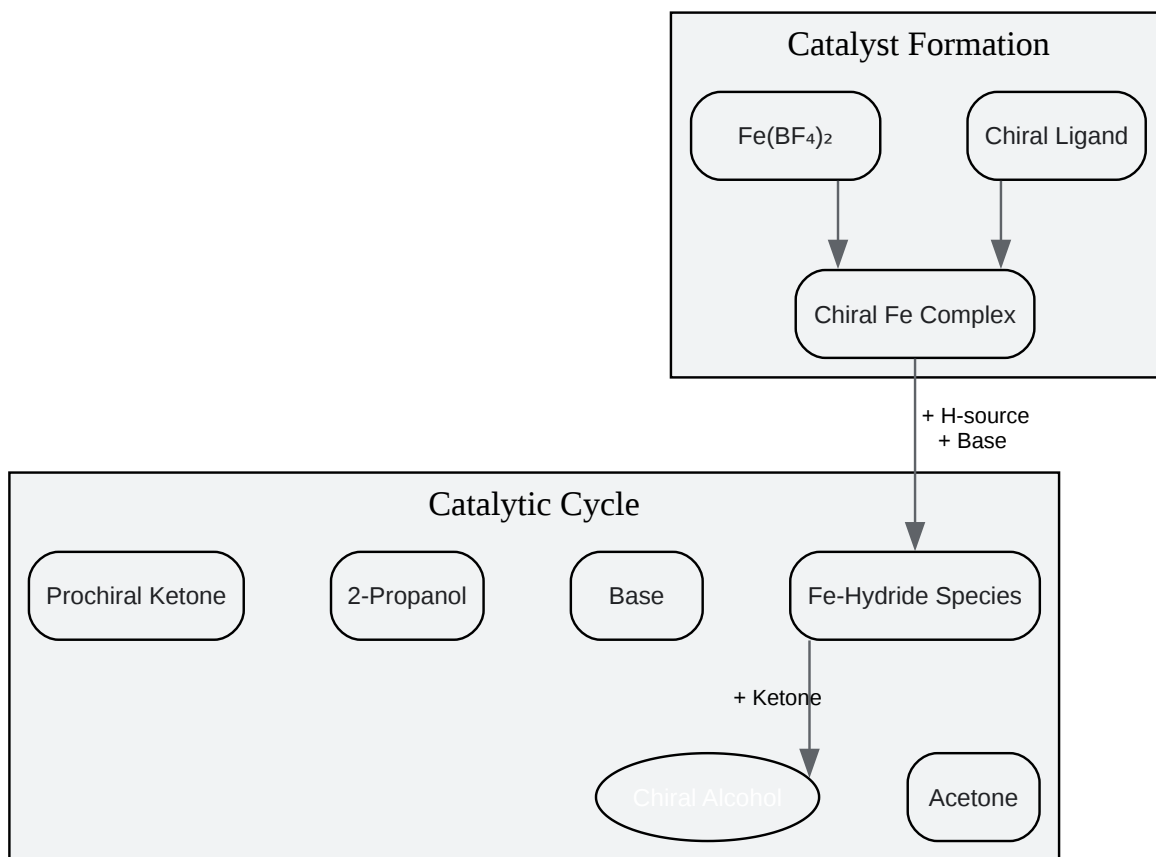 Catalyst Formation
Fe(BF₄)₂
Chiral Ligand
Chiral Fe Complex
+ H-source
+ Base
Catalytic Cycle
Prochiral Ketone
2-Propanol
Base
Fe-Hydride Species
+ Ketone
Chiral Alcohol
Acetone